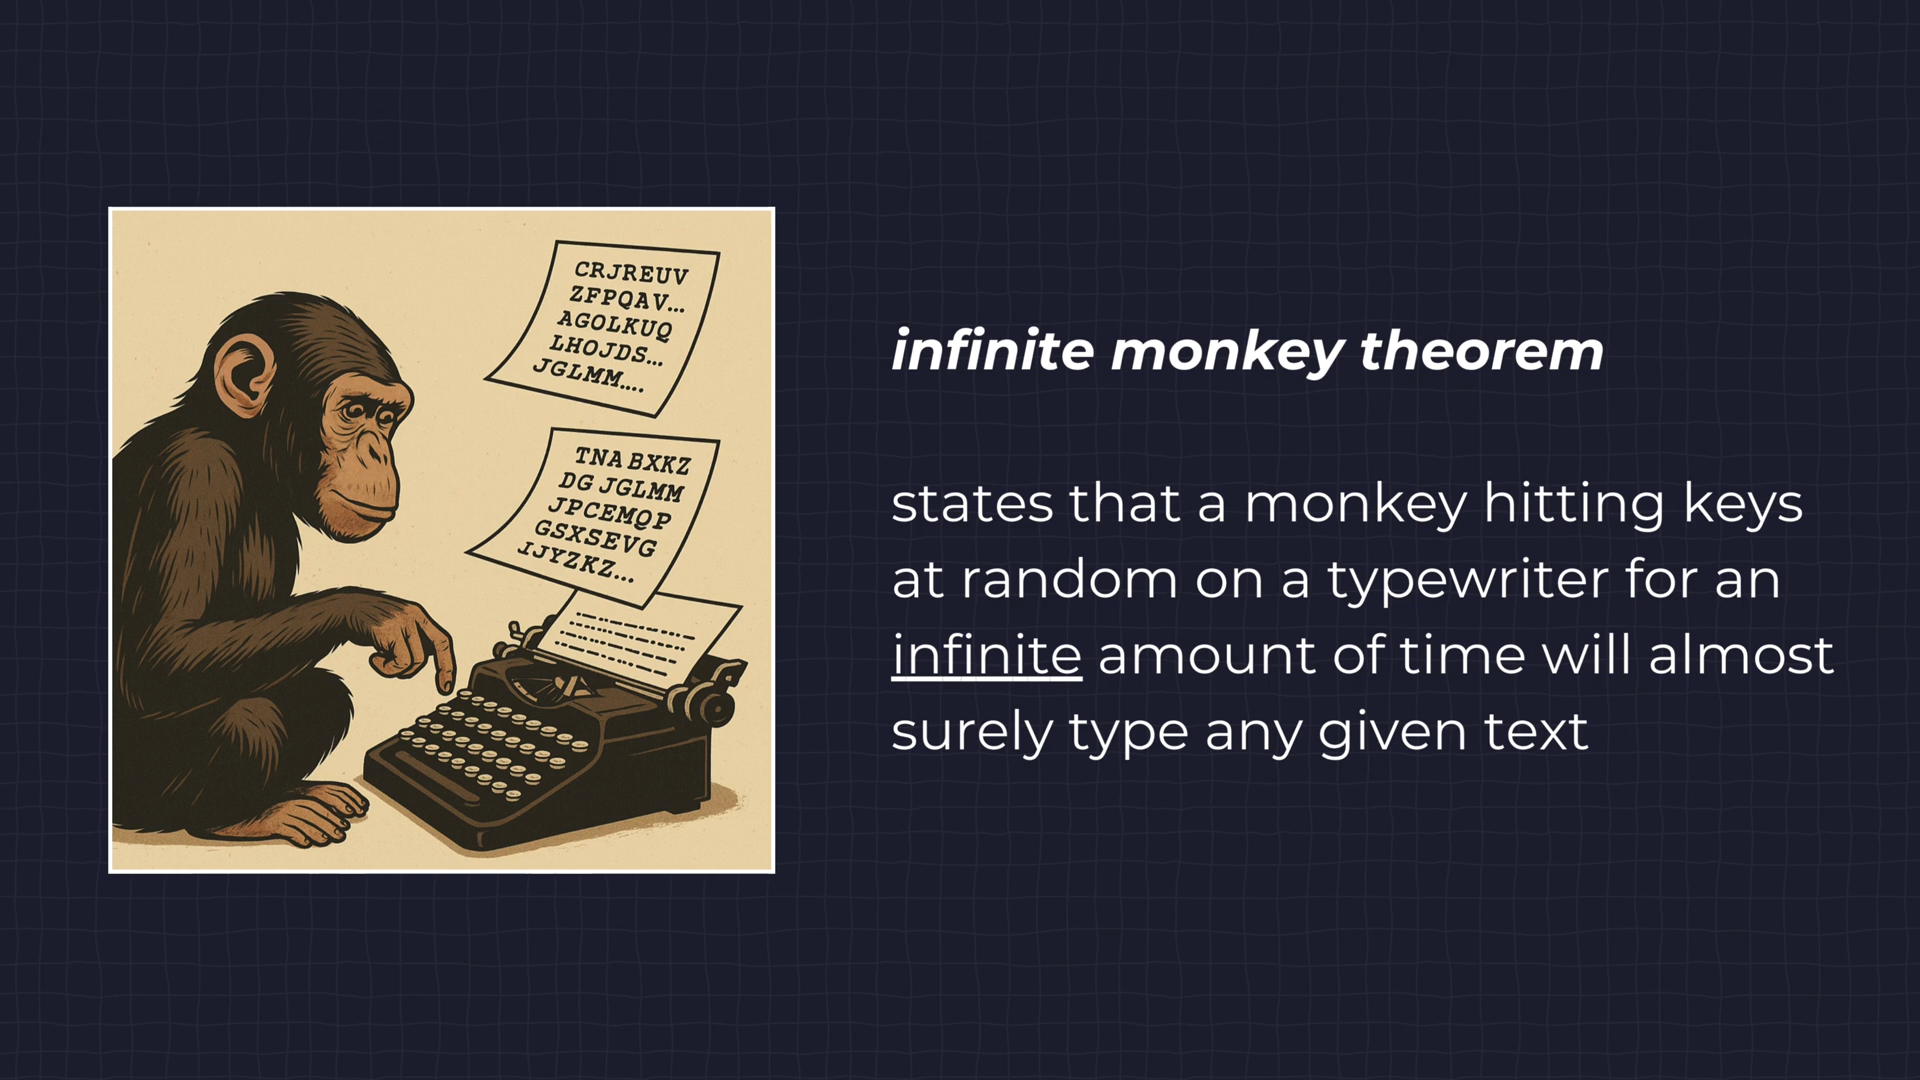 CRJREUV
ZFPQAV...
AGOLKUQ
LHOJDS...
JGLMM....
TNA BXKZ
DG JGLMM
JPCEMQP
GSXSEVG
IJYZKZ...
infinite monkey theorem
states that a monkey hitting keys
at random on a typewriter for an
infinite amount of time will almost
surely type any given text